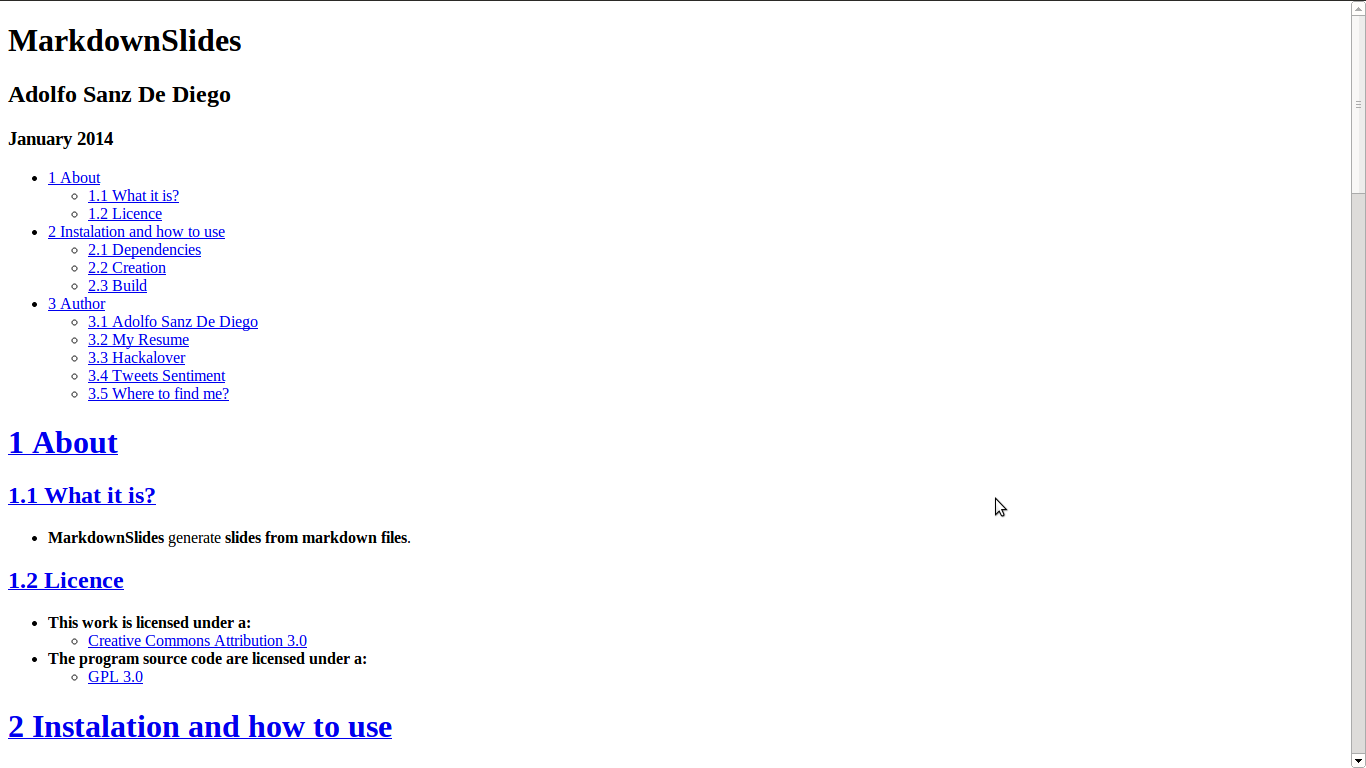 MarkdownSlides
Adolfo Sanz De Diego
January 2014
1 About
1.1 What it is?
1.2 Licence
2 Instalation and how to use
2.1 Dependencies
2.2 Creation
2.3 Build
3 Author
3.1 Adolfo Sanz De Diego
3.2 My Resume
3.3 Hackalover
3.4 Tweets Sentiment
3.5 Where to find me?
1 About
1.1 What it is?
MarkdownSlides generate slides from markdown files.
1.2 Licence
This work is licensed under a:
Creative Commons Attribution 3.0
The program source code are licensed under a:
GPL 3.0
2 Instalation and how to use